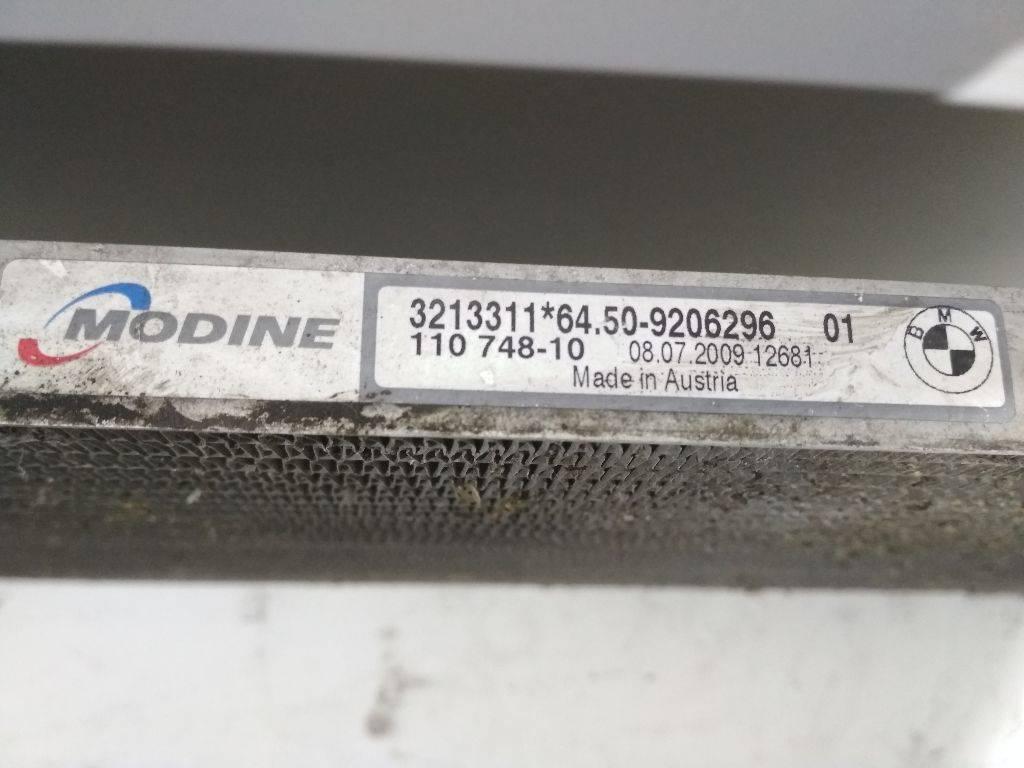 MODINE
3213311*64.50-9206296 01
110 748-10 08.07.2009 12681
Made in Austria
BMW